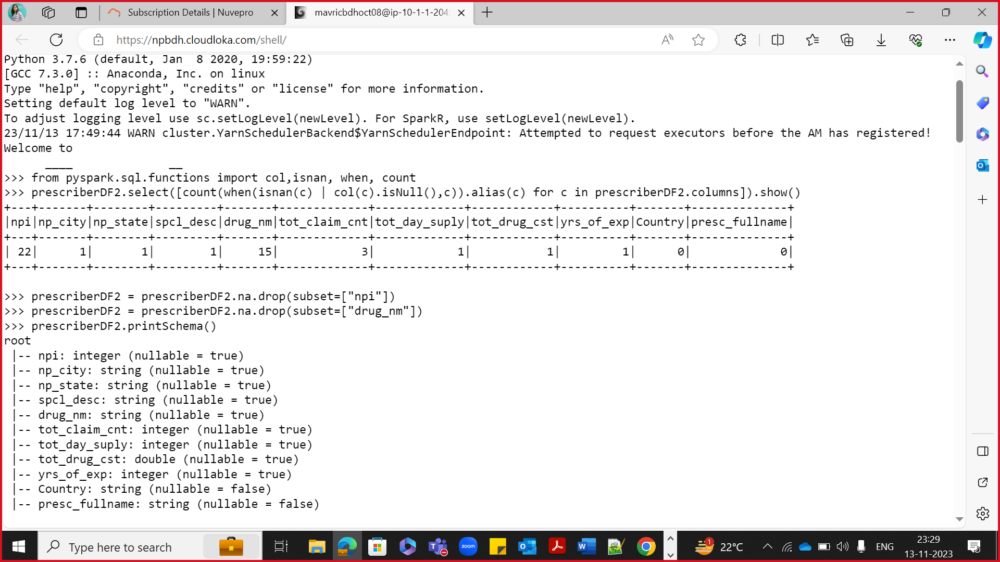 Subscription Details | Nuvepro
mavricbdhoct08@ip-10-1-1-204:
https://npbdh.cloudloka.com/shell/
Python 3.7.6 (default, Jan  8 2020, 19:59:22)
[GCC 7.3.0] :: Anaconda, Inc. on linux
Type "help", "copyright", "credits" or "license" for more information.
Setting default log level to "WARN".
To adjust logging level use sc.setLogLevel(newLevel). For SparkR, use setLogLevel(newLevel).
23/11/13 17:49:44 WARN cluster.YarnSchedulerBackend$YarnSchedulerEndpoint: Attempted to request executors before the AM has registered!
Welcome to
      ____              __
>>> from pyspark.sql.functions import col,isnan, when, count
>>> prescriberDF2.select([count(when(isnan(c) | col(c).isNull(),c)).alias(c) for c in prescriberDF2.columns]).show()
+---+-------+--------+---------+-------+-------------+-------------+------------+----------+-------+--------------+
|npi|np_city|np_state|spcl_desc|drug_nm|tot_claim_cnt|tot_day_suply|tot_drug_cst|yrs_of_exp|Country|presc_fullname|
+---+-------+--------+---------+-------+-------------+-------------+------------+----------+-------+--------------+
| 22|      1|       1|        1|     15|            3|            1|           1|         1|      0|             0|
+---+-------+--------+---------+-------+-------------+-------------+------------+----------+-------+--------------+
>>> prescriberDF2 = prescriberDF2.na.drop(subset=["npi"])
>>> prescriberDF2 = prescriberDF2.na.drop(subset=["drug_nm"])
>>> prescriberDF2.printSchema()
root
 |-- npi: integer (nullable = true)
 |-- np_city: string (nullable = true)
 |-- np_state: string (nullable = true)
 |-- spcl_desc: string (nullable = true)
 |-- drug_nm: string (nullable = true)
 |-- tot_claim_cnt: integer (nullable = true)
 |-- tot_day_suply: integer (nullable = true)
 |-- tot_drug_cst: double (nullable = true)
 |-- yrs_of_exp: integer (nullable = true)
 |-- Country: string (nullable = false)
 |-- presc_fullname: string (nullable = false)
Type here to search
zoom
1
22°C
ENG
23:29
13-11-2023